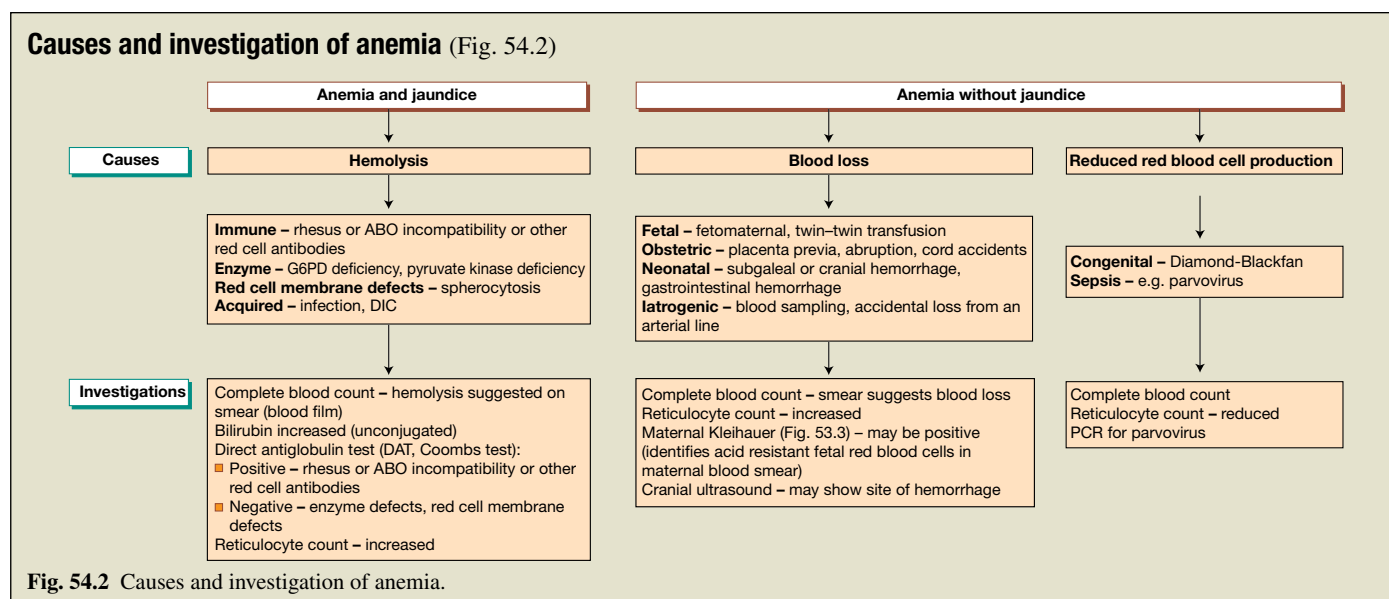 Causes and investigation of anemia (Fig. 54.2)
Anemia and jaundice
Anemia without jaundice
Causes
Hemolysis
Blood loss
Reduced red blood cell production
Immune – rhesus or ABO incompatibility or other
red cell antibodies
Enzyme – G6PD deficiency, pyruvate kinase deficiency
Red cell membrane defects – spherocytosis
Acquired – infection, DIC
Fetal – fetomaternal, twin–twin transfusion
Obstetric – placenta previa, abruption, cord accidents
Neonatal – subgaleal or cranial hemorrhage,
gastrointestinal hemorrhage
Iatrogenic – blood sampling, accidental loss from an
arterial line
Congenital – Diamond-Blackfan
Sepsis – e.g. parvovirus
Investigations
Complete blood count – hemolysis suggested on
smear (blood film)
Bilirubin increased (unconjugated)
Direct antiglobulin test (DAT, Coombs test):
Positive – rhesus or ABO incompatibility or other
red cell antibodies
Negative – enzyme defects, red cell membrane
defects
Reticulocyte count – increased
Complete blood count – smear suggests blood loss
Reticulocyte count – increased
Maternal Kleihauer (Fig. 53.3) – may be positive
(identifies acid resistant fetal red blood cells in
maternal blood smear)
Cranial ultrasound – may show site of hemorrhage
Complete blood count
Reticulocyte count – reduced
PCR for parvovirus
Fig. 54.2 Causes and investigation of anemia.